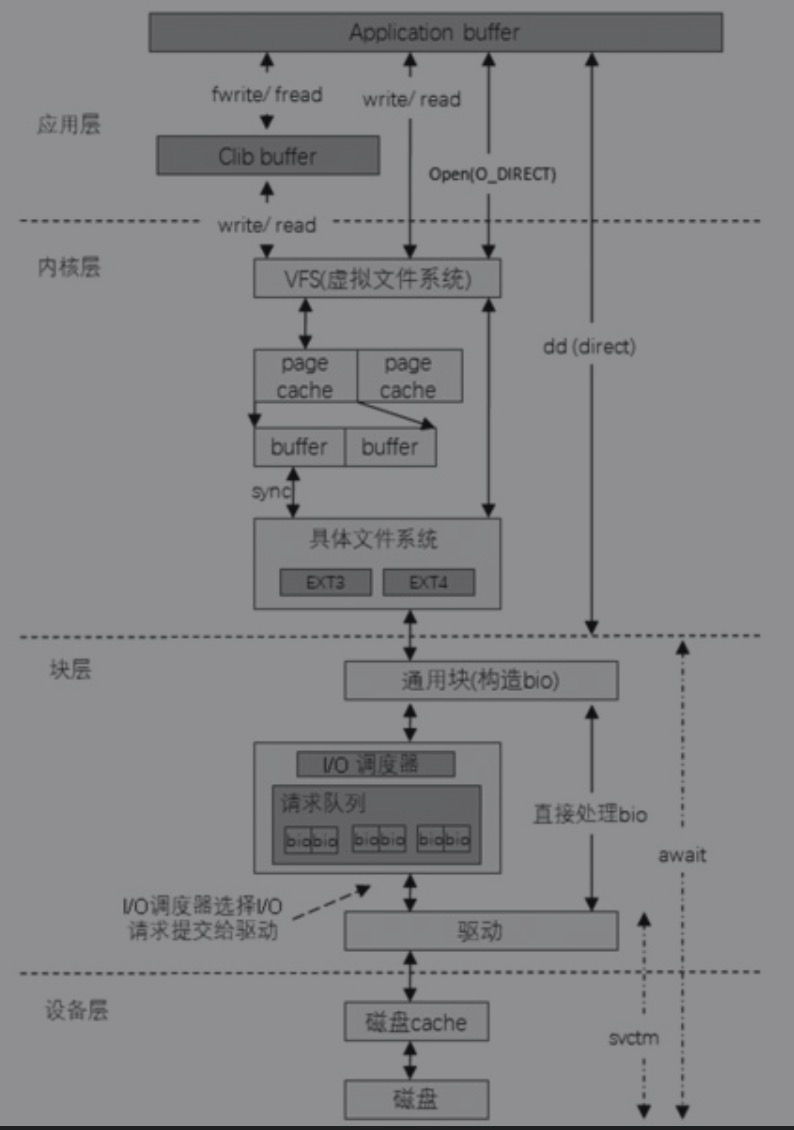 Application buffer
fwrite/ fread
write/ read
应用层
Clib buffer
Open(O_DIRECT)
write/ read
内核层
VFS(虚拟文件系统)
dd (direct)
page
cache
page
cache
buffer
buffer
sync
具体文件系统
EXT3
EXT4
块层
通用块(构造bio)
I/O 调度器
请求队列
bio
bio
bio
bio
bio
bio
直接处理bio
await
I/O调度器选择I/O
请求提交给驱动
驱动
设备层
磁盘cache
svctm
磁盘